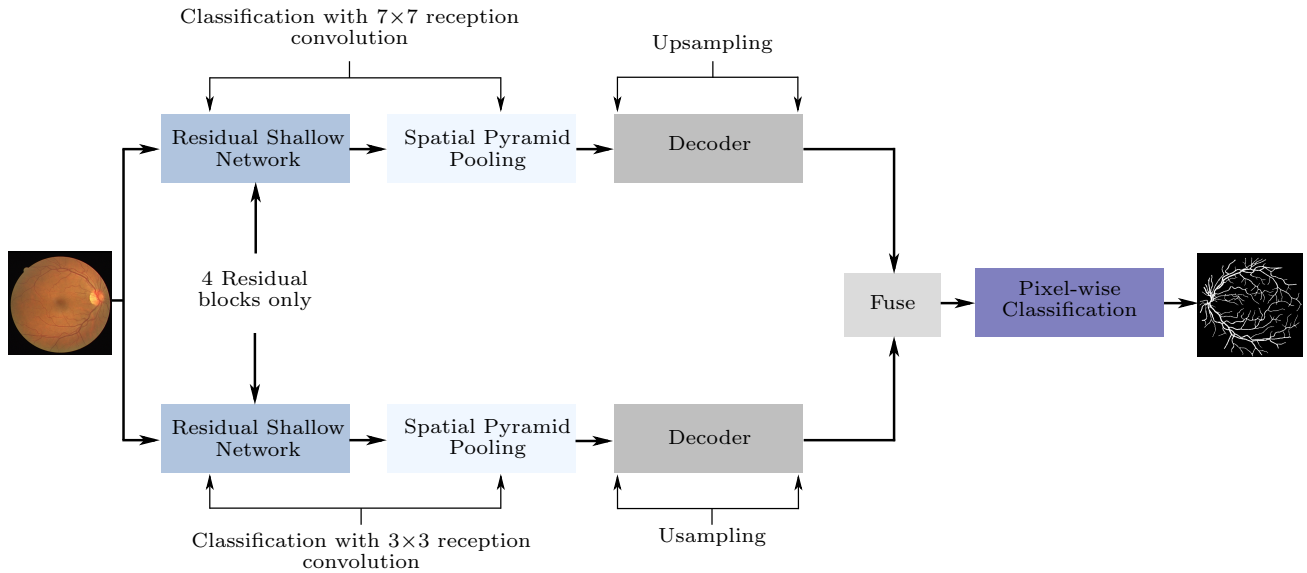 Classification with 7×7 reception
convolution
Upsampling
Residual Shallow
Network
Spatial Pyramid
Pooling
Decoder
4 Residual
blocks only
Fuse
Pixel-wise
Classification
Residual Shallow
Network
Spatial Pyramid
Pooling
Decoder
Classification with 3×3 reception
convolution
Usampling